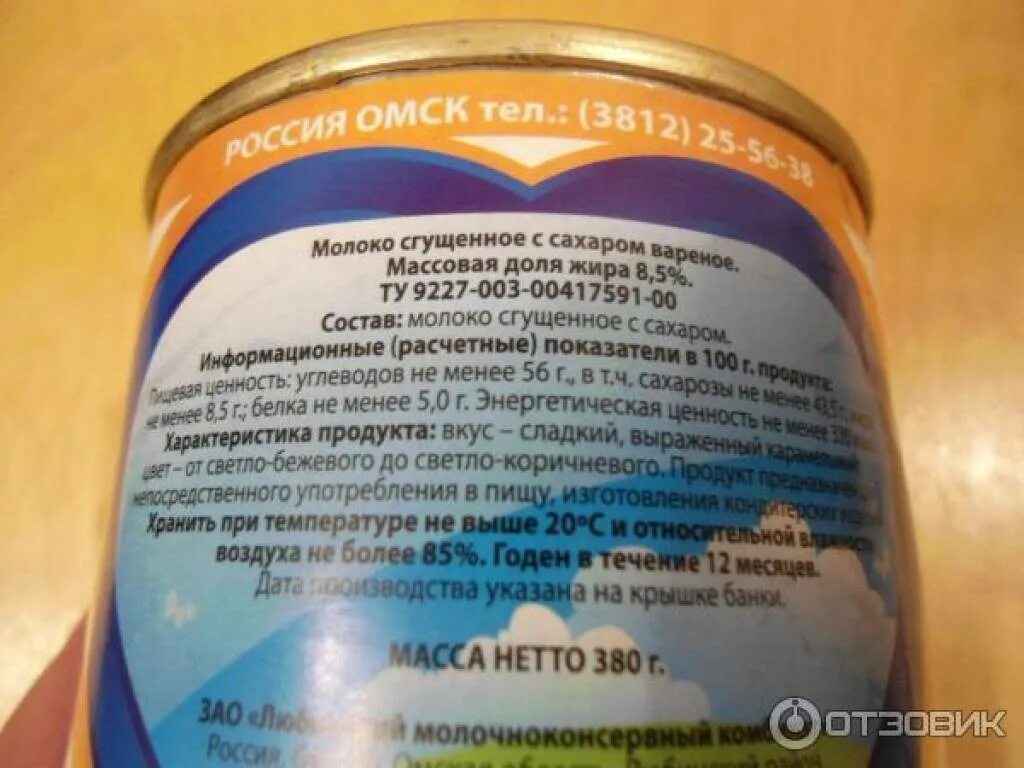 РОССИЯ ОМСК тел.: (3812) 25-56-38
Молоко сгущенное с сахаром вареное.
Массовая доля жира 8,5%.
ТУ 9227-003-00417591-00
Состав: молоко сгущенное с сахаром.
Информационные (расчетные) показатели в 100 г. продукта:
Пищевая ценность: углеводов не менее 56 г., в т.ч. сахарозы не менее 43,5 г.,
не менее 8,5 г.; белка не менее 5,0 г. Энергетическая ценность не менее
Характеристика продукта: вкус – сладкий, выраженный карамельный;
цвет – от светло-бежевого до светло-коричневого. Продукт
непосредственного употребления в пищу, изготовления кондитерских
Хранить при температуре не выше 20°С и относительной влажности
воздуха не более 85%. Годен в течение 12 месяцев.
Дата производства указана на крышке банки.
МАССА НЕТТО 380 г.
ЗАО молочноконсервный
Россия, Омская
ОТЗОВИК